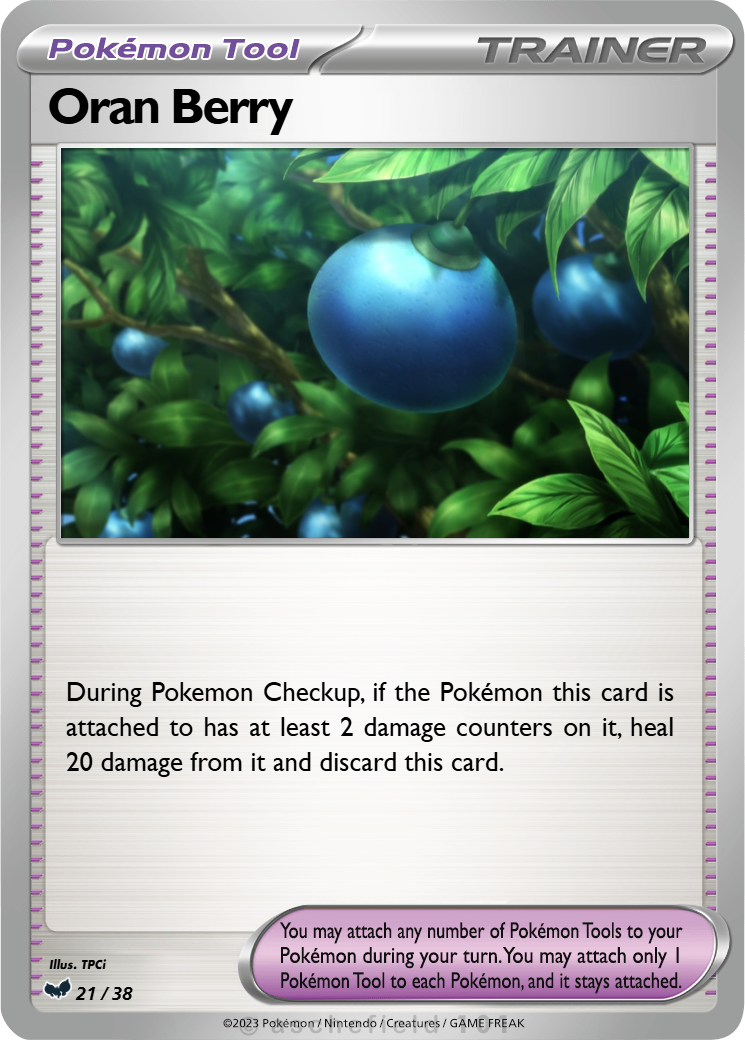 Pokémon Tool
TRAINER
Oran Berry
During Pokemon Checkup, if the Pokémon this card is
attached to has at least 2 damage counters on it, heal
20 damage from it and discard this card.
You may attach any number of Pokémon Tools to your
Pokémon during your turn. You may attach only 1
Pokémon Tool to each Pokémon, and it stays attached.
Illus. TPCi
21 / 38
©2023 Pokémon / Nintendo / Creatures / GAME FREAK